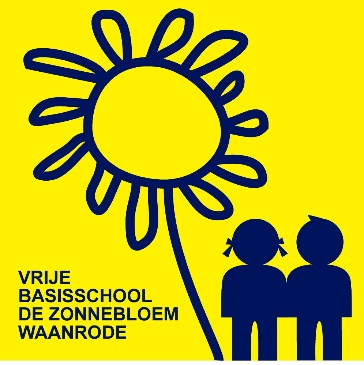 VRIJE
BASISSCHOOL
DE ZONNEBLOEM
WAANRODE